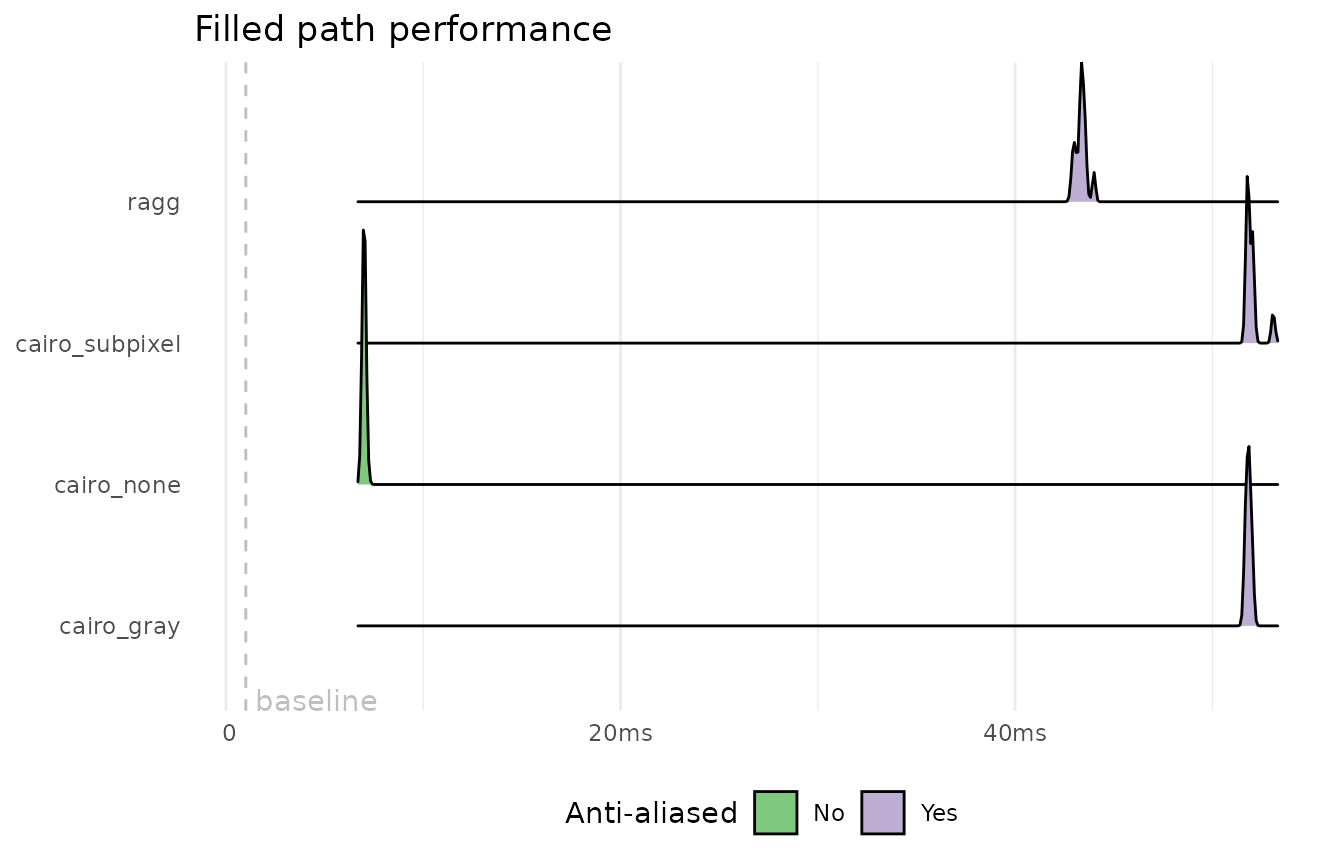 Filled path performance
ragg
cairo_subpixel
cairo_none
cairo_gray
baseline
0 20ms 40ms
Anti-aliased No Yes